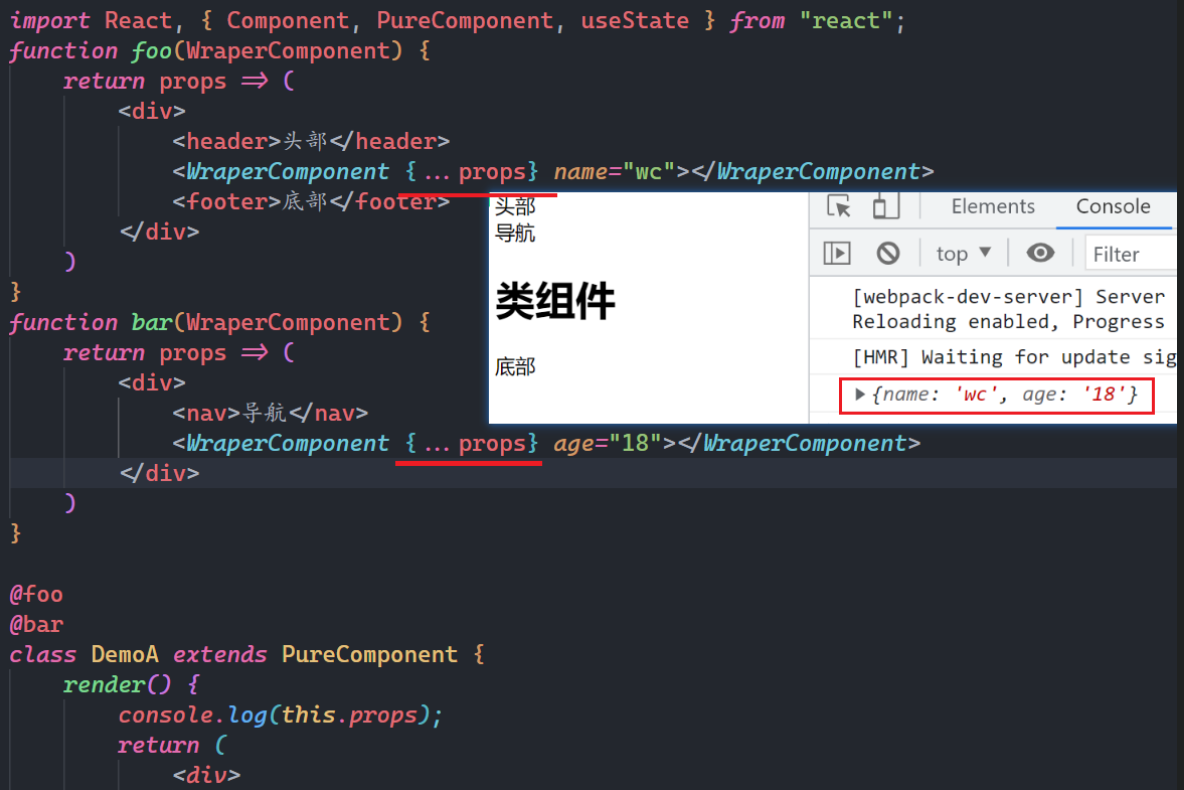 import React, { Component, PureComponent, useState } from "react";
function foo(WraperComponent) {
    return props => (
        <div>
            <header>头部</header>
            <WraperComponent {...props} name="wc"></WraperComponent>
            <footer>底部</footer>
        </div>
    )
}
function bar(WraperComponent) {
    return props => (
        <div>
            <nav>导航</nav>
            <WraperComponent {...props} age="18"></WraperComponent>
        </div>
    )
}
@foo
@bar
class DemoA extends PureComponent {
    render() {
        console.log(this.props);
        return (
            <div>
头部
导航
类组件
底部
Elements Console
top ▼ Filter
[webpack-dev-server] Server
Reloading enabled, Progress
[HMR] Waiting for update sig
▶{name: 'wc', age: '18'}